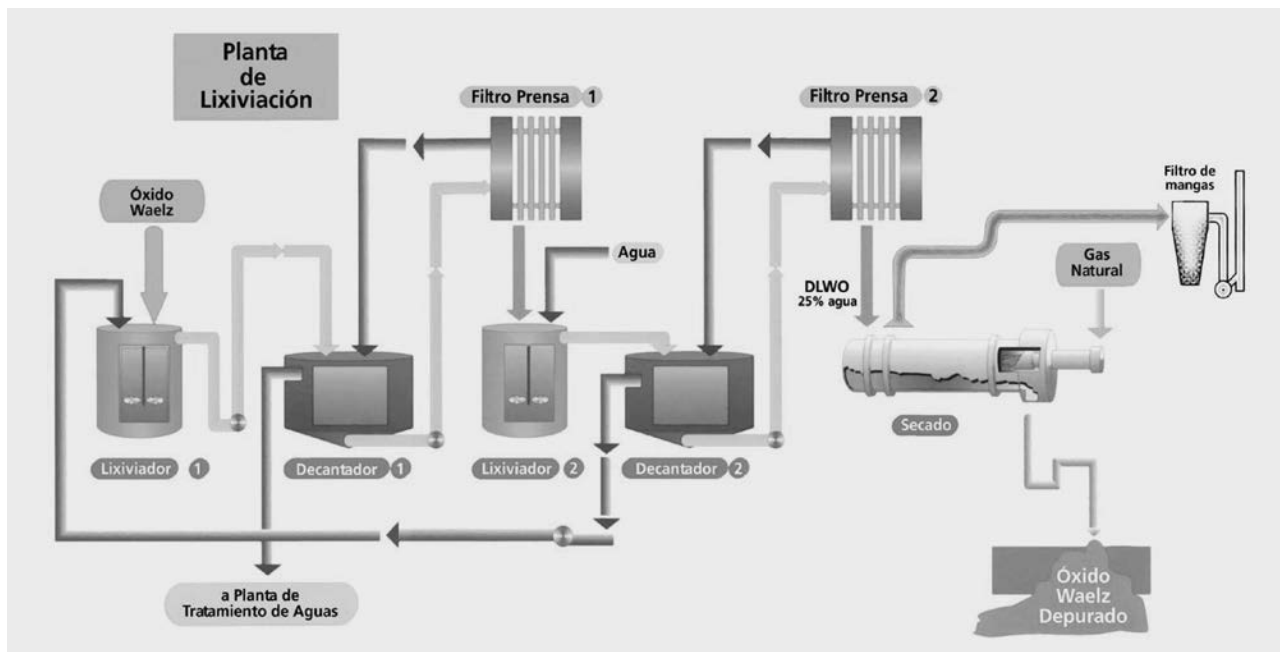 Planta
de
Lixiviación
Filtro Prensa 1
Filtro Prensa 2
Óxido
Waelz
Filtro de
mangas
Agua
Gas
Natural
DLWO
25% agua
Secado
Lixiviador 1
Decantador 1
Lixiviador 2
Decantador 2
a Planta de
Tratamiento de Aguas
Óxido
Waelz
Depurado